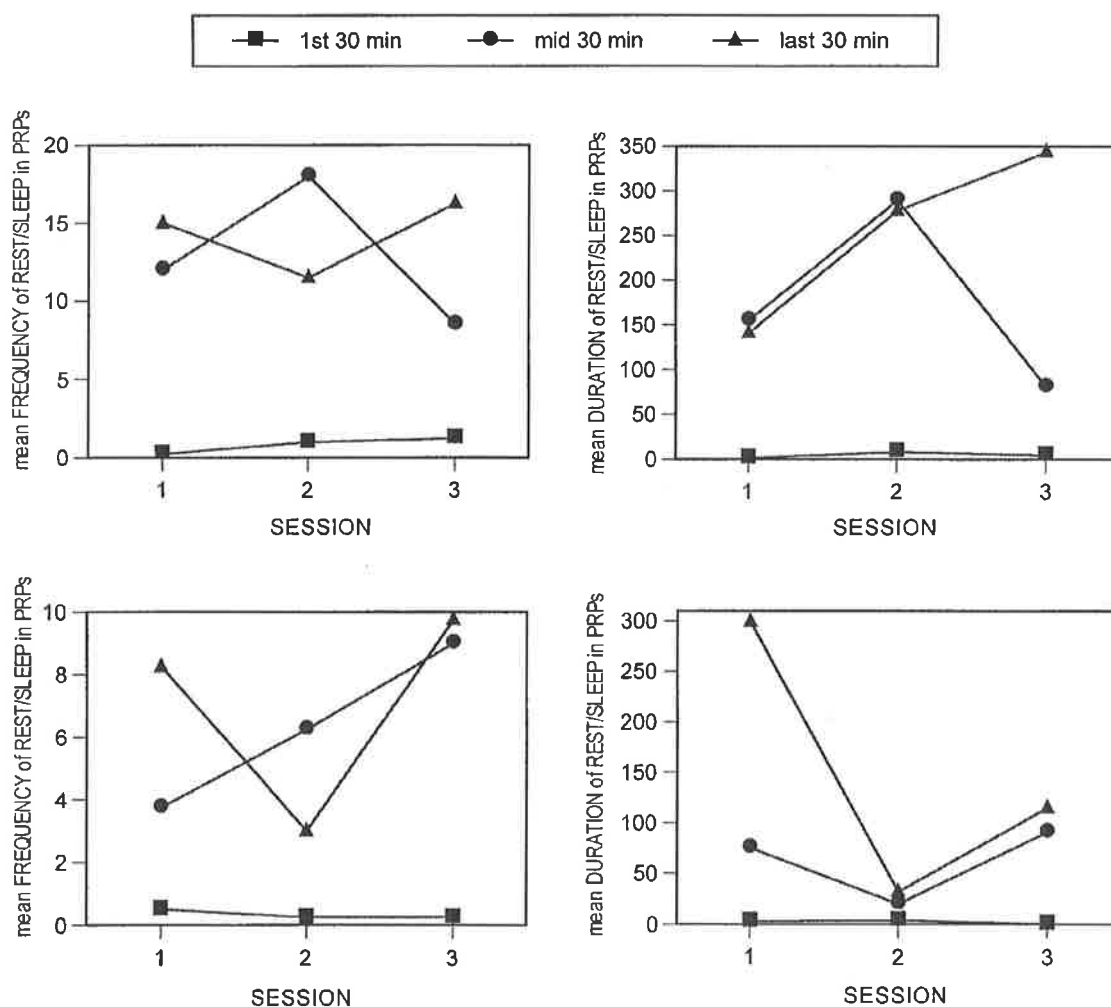 1st 30 min mid 30 min last 30 min
mean FREQUENCY of REST/SLEEP in PRPs
20
15
10
5
0
1 2 3
SESSION
mean DURATION of REST/SLEEP in PRPs
350
300
250
200
150
100
50
0
1 2 3
SESSION
mean FREQUENCY of REST/SLEEP in PRPs
10
8
6
4
2
0
1 2 3
SESSION
mean DURATION of REST/SLEEP in PRPs
300
250
200
150
100
50
0
1 2 3
SESSION